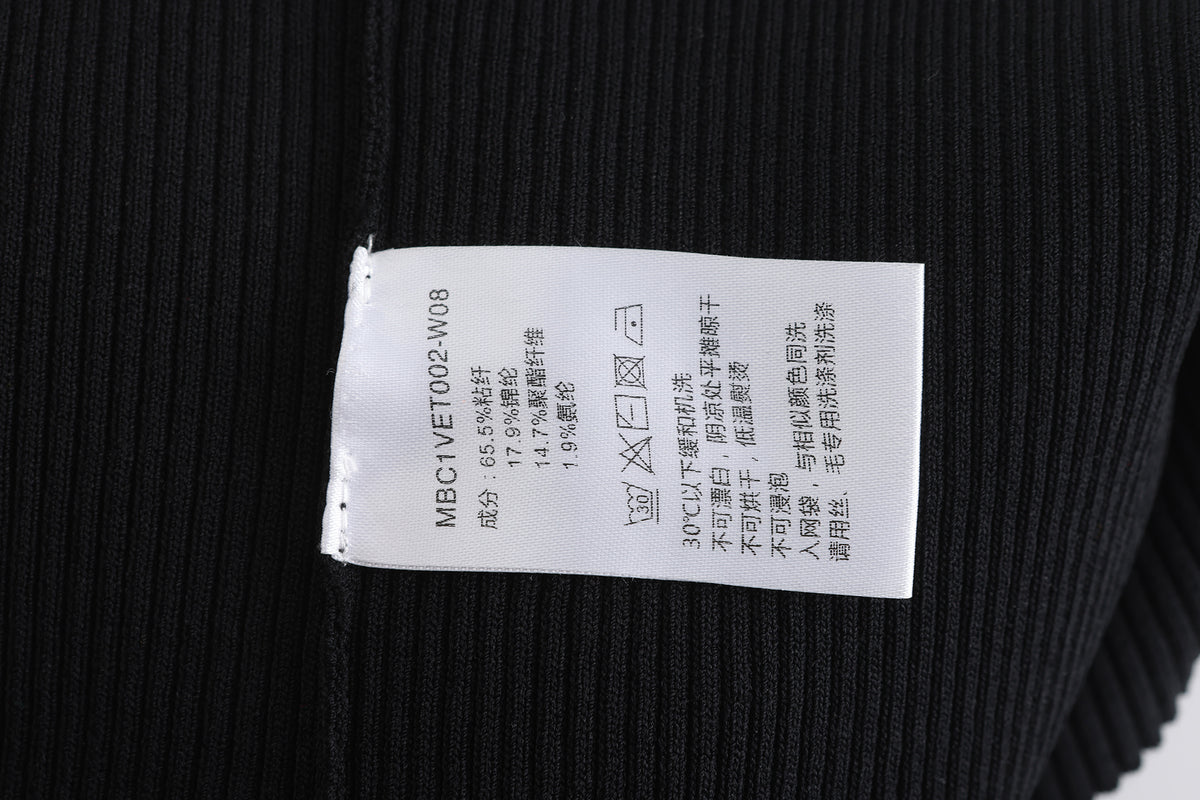 MBC1VET002-W08
成分：65.5%粘纤
17.9%锦纶
14.7%聚酯纤维
1.9%氨纶
30
30℃以下缓和机洗
不可漂白，阴凉处平摊晾干
不可烘干，低温熨烫
不可浸泡
入网袋，与相似颜色同洗
请用丝、毛专用洗涤剂洗涤